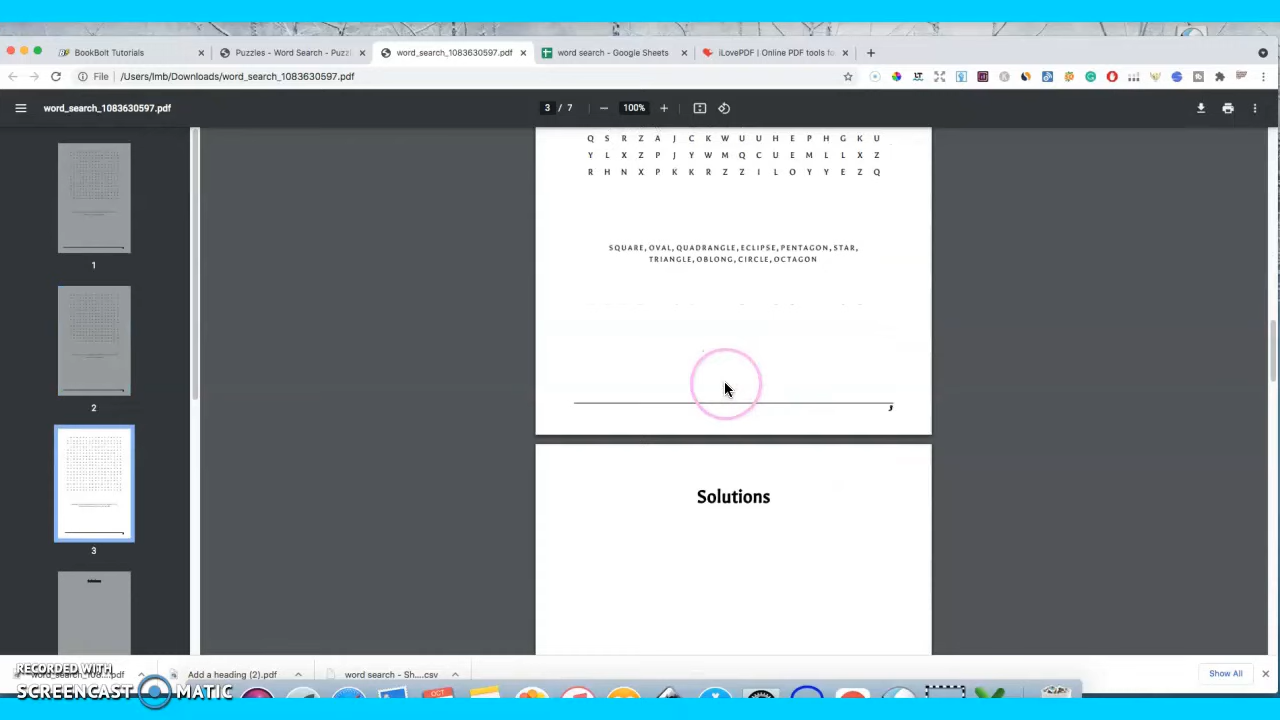 BookBolt Tutorials
Puzzles - Word Search - Puzzl
word_search_1083630597.pdf
word search - Google Sheets
iLovePDF | Online PDF tools fo
File
/Users/lmb/Downloads/word_search_1083630597.pdf
word_search_1083630597.pdf
3 / 7
100%
Q S R Z A J C K W U U H E P H G K U
Y L X Z P J Y W M Q C U E M L L X Z
R H N X P K K R Z Z I L O Y Y E Z Q
SQUARE, OVAL, QUADRANGLE, ECLIPSE, PENTAGON, STAR,
TRIANGLE, OBLONG, CIRCLE, OCTAGON
Solutions
1
2
3
Solutions
Add a heading (2).pdf
word search - Sh....csv
Show All
RECORDED WITH
SCREENCAST MATIC
OCT